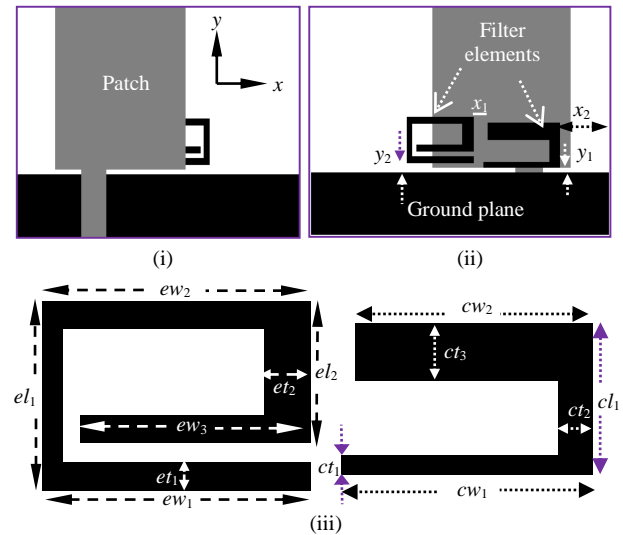 y
Patch
x
(i)
Filter
elements
x1
x2
y2
y1
Ground plane
(ii)
ew2
cw2
ct3
el1
et2
el2
ct2
cl1
ew3
et1
ct1
ew1
cw1
(iii)